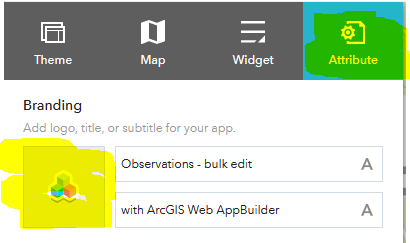 Theme Map Widget Attribute
Branding
Add logo, title, or subtitle for your app.
Observations - bulk edit A
with ArcGIS Web AppBuilder A